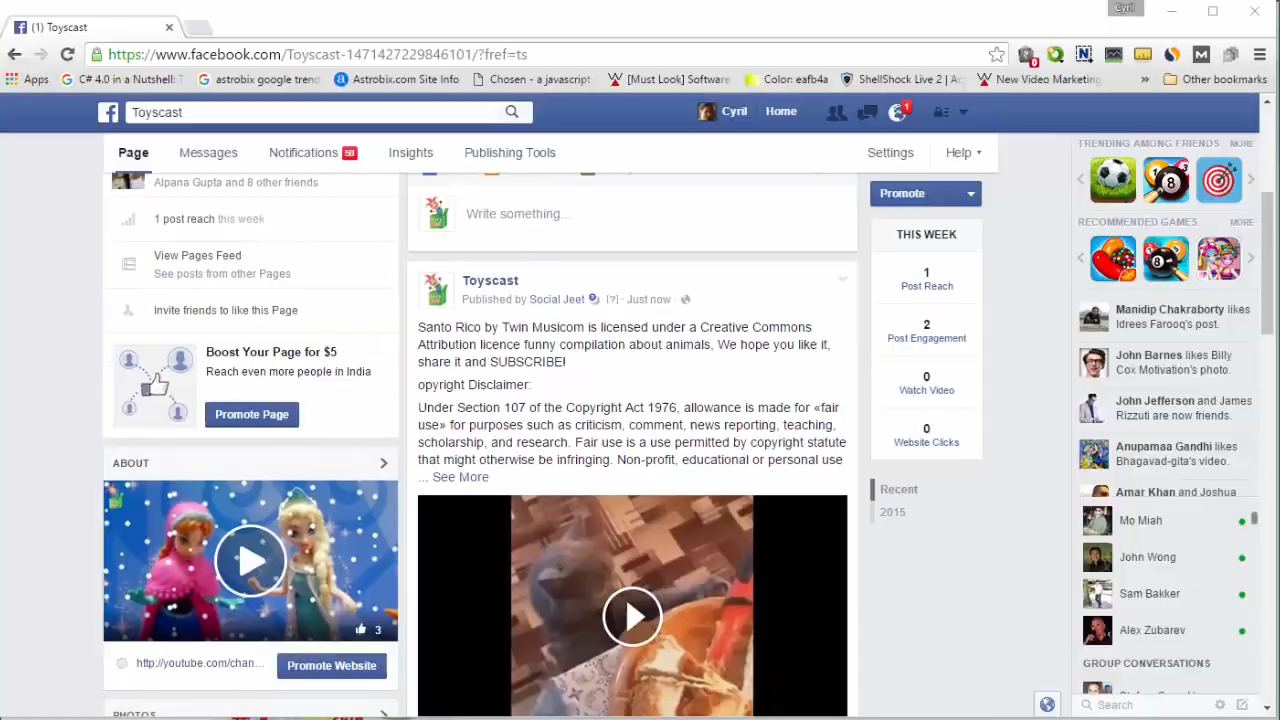 Cyril
(1) Toyscast
https://www.facebook.com/Toyscast-1471427229846101/?fref=ts
0
Apps
C# 4.0 in a Nutshell: T
astrobix google trend
Astrobix.com Site Info
Chosen - a javascript
[Must Look] Software
Color: eafb4a
ShellShock Live 2 | Ac
New Video Marketing
»
Other bookmarks
Toyscast
Cyril
Home
1
Page
Messages
Notifications 58
Insights
Publishing Tools
Settings
Help
Alpana Gupta and 8 other friends
1 post reach this week
View Pages Feed
See posts from other Pages
Invite friends to like this Page
Boost Your Page for $5
Reach even more people in India
Promote Page
ABOUT
3
http://youtube.com/chan...
Promote Website
PHOTOS
Write something...
Toyscast
Published by Social Jeet [?] · Just now ·
Santo Rico by Twin Musicom is licensed under a Creative Commons
Attribution licence funny compilation about animals, We hope you like it,
share it and SUBSCRIBE!
opyright Disclaimer:
Under Section 107 of the Copyright Act 1976, allowance is made for «fair
use» for purposes such as criticism, comment, news reporting, teaching,
scholarship, and research. Fair use is a use permitted by copyright statute
that might otherwise be infringing. Non-profit, educational or personal use
... See More
Promote
THIS WEEK
1
Post Reach
2
Post Engagement
0
Watch Video
0
Website Clicks
Recent
2015
TRENDING AMONG FRIENDS
MORE
8
RECOMMENDED GAMES
MORE
8
Manidip Chakraborty likes
Idrees Farooq's post.
John Barnes likes Billy
Cox Motivation's photo.
John Jefferson and James
Rizzuti are now friends.
Anupamaa Gandhi likes
Bhagavad-gita's video.
Amar Khan and Joshua
Mo Miah
John Wong
Sam Bakker
Alex Zubarev
GROUP CONVERSATIONS
Search